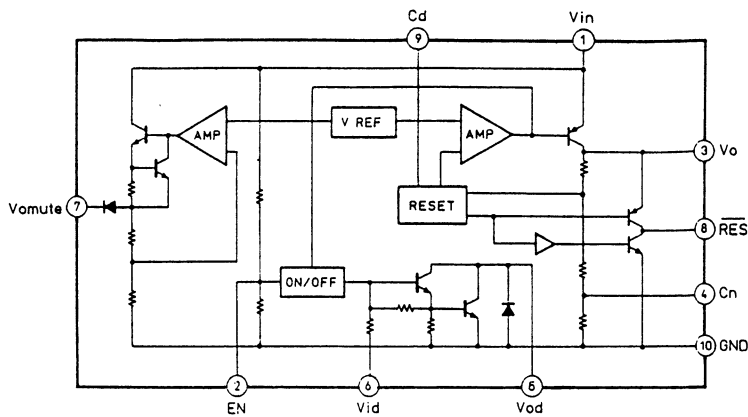 Cd
Vin
9
1
AMP
V REF
AMP
3 Vo
RESET
Vomute 7
8 RES
ON/OFF
4 Cn
10 GND
2
6
5
EN
Vid
Vod